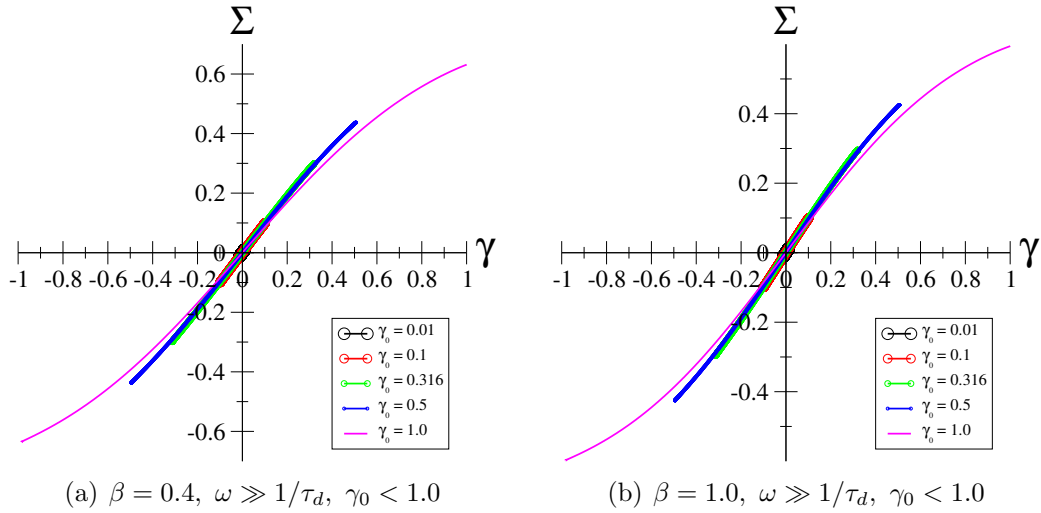 Σ
0.6
0.4
0.2
0
-0.2
-0.4
-0.6
-1 -0.8 -0.6 -0.4 -0.2 0 0.2 0.4 0.6 0.8 1
γ
γ₀ = 0.01
γ₀ = 0.1
γ₀ = 0.316
γ₀ = 0.5
γ₀ = 1.0
(a) β = 0.4, ω ≫ 1/τ_d, γ₀ < 1.0
Σ
0.4
0.2
0
-0.2
-0.4
-1 -0.8 -0.6 -0.4 -0.2 0 0.2 0.4 0.6 0.8 1
γ
γ₀ = 0.01
γ₀ = 0.1
γ₀ = 0.316
γ₀ = 0.5
γ₀ = 1.0
(b) β = 1.0, ω ≫ 1/τ_d, γ₀ < 1.0